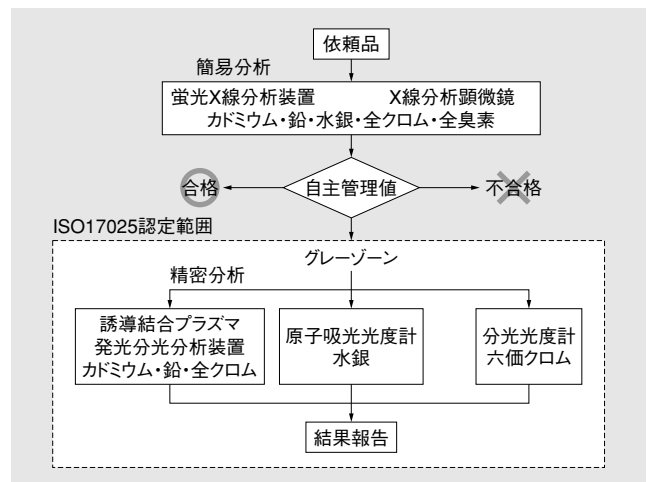 依頼品
簡易分析
蛍光X線分析装置　X線分析顕微鏡
カドミウム・鉛・水銀・全クロム・全臭素
合格
自主管理値
不合格
ISO17025認定範囲
グレーゾーン
精密分析
誘導結合プラズマ
発光分光分析装置
カドミウム・鉛・全クロム
原子吸光光度計
水銀
分光光度計
六価クロム
結果報告